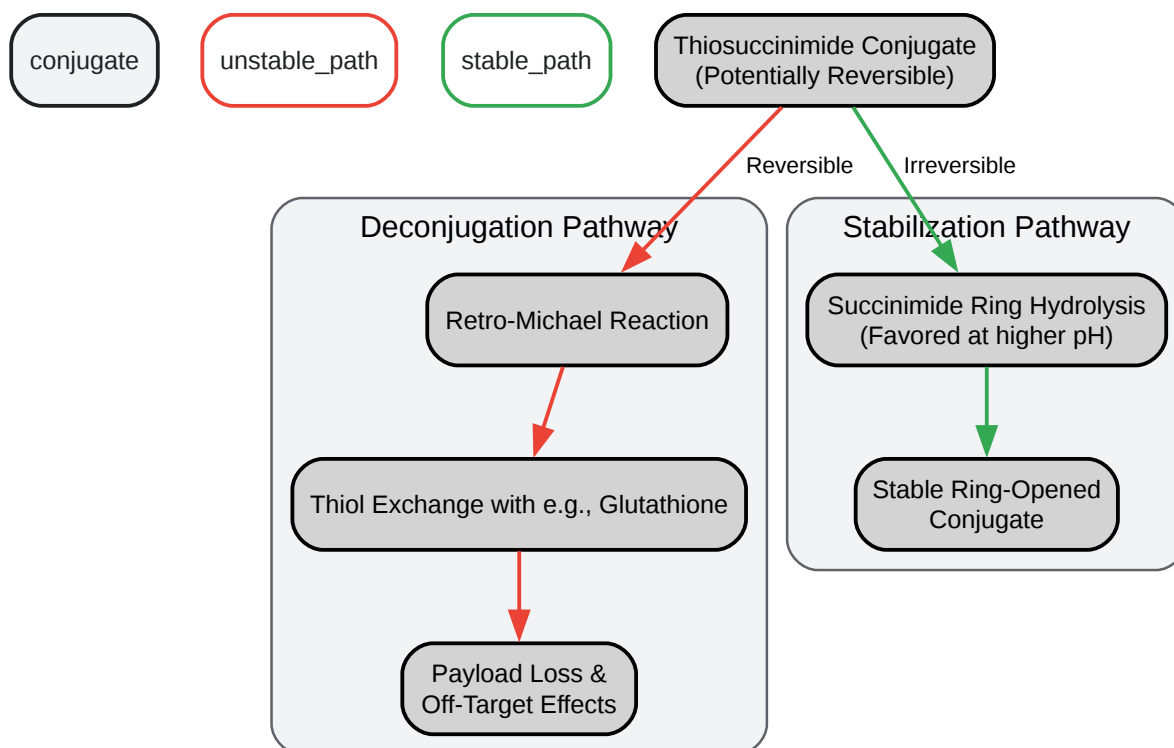 conjugate
unstable_path
stable_path
Thiosuccinimide Conjugate
(Potentially Reversible)
Reversible
Irreversible
Deconjugation Pathway
Stabilization Pathway
Retro-Michael Reaction
Succinimide Ring Hydrolysis
(Favored at higher pH)
Thiol Exchange with e.g., Glutathione
Stable Ring-Opened
Conjugate
Payload Loss &
Off-Target Effects